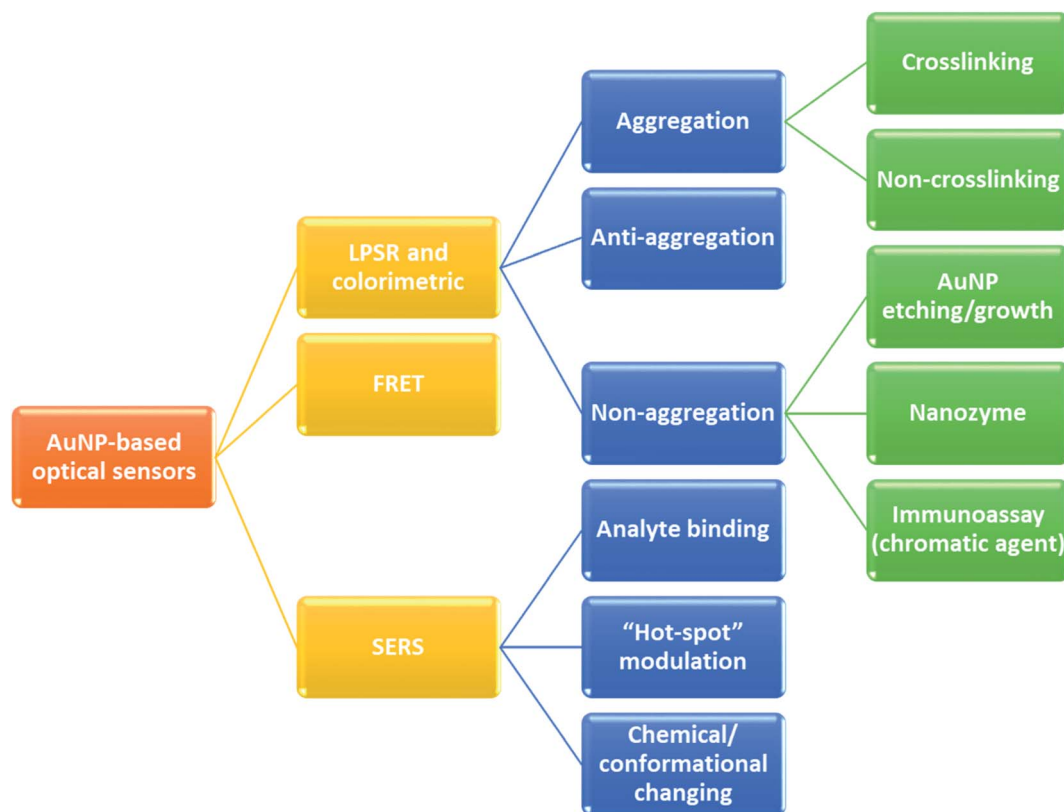 AuNP-based
optical sensors
LPSR and
colorimetric
FRET
SERS
Aggregation
Anti-aggregation
Non-aggregation
Analyte binding
“Hot-spot”
modulation
Chemical/
conformational
changing
Crosslinking
Non-crosslinking
AuNP
etching/growth
Nanozyme
Immunoassay
(chromatic agent)